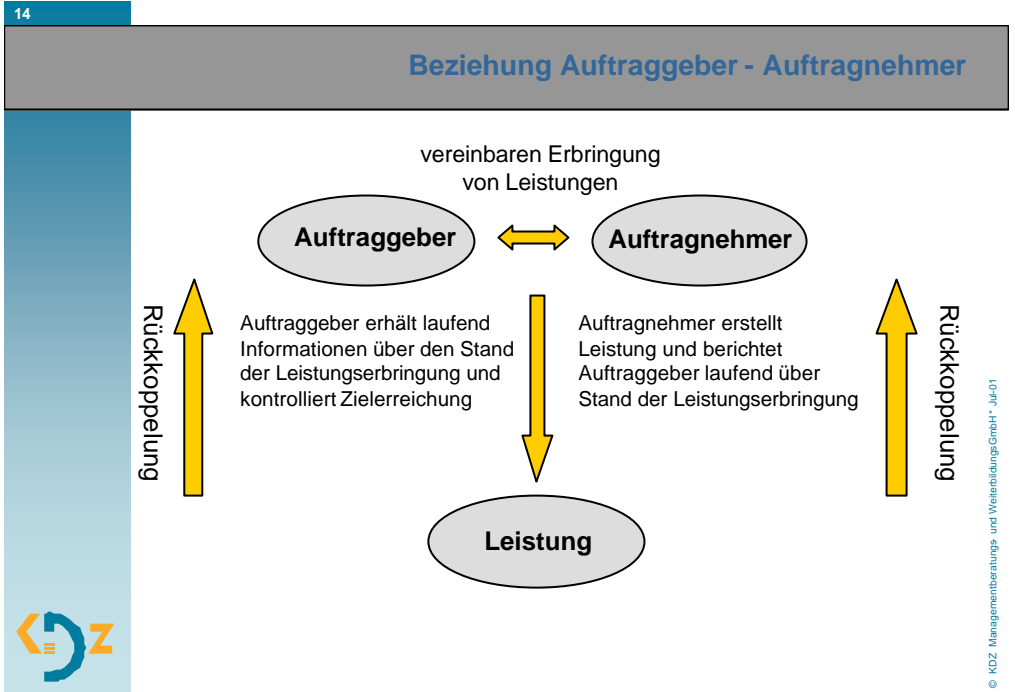 14
Beziehung Auftraggeber - Auftragnehmer
vereinbaren Erbringung
von Leistungen
Auftraggeber
Auftragnehmer
Rückkoppelung
Auftraggeber erhält laufend
Informationen über den Stand
der Leistungserbringung und
kontrolliert Zielerreichung
Auftragnehmer erstellt
Leistung und berichtet
Auftraggeber laufend über
Stand der Leistungserbringung
Rückkoppelung
Leistung
KDZ
© KDZ Managementberatungs- und WeiterbildungsGmbH * Jul-01